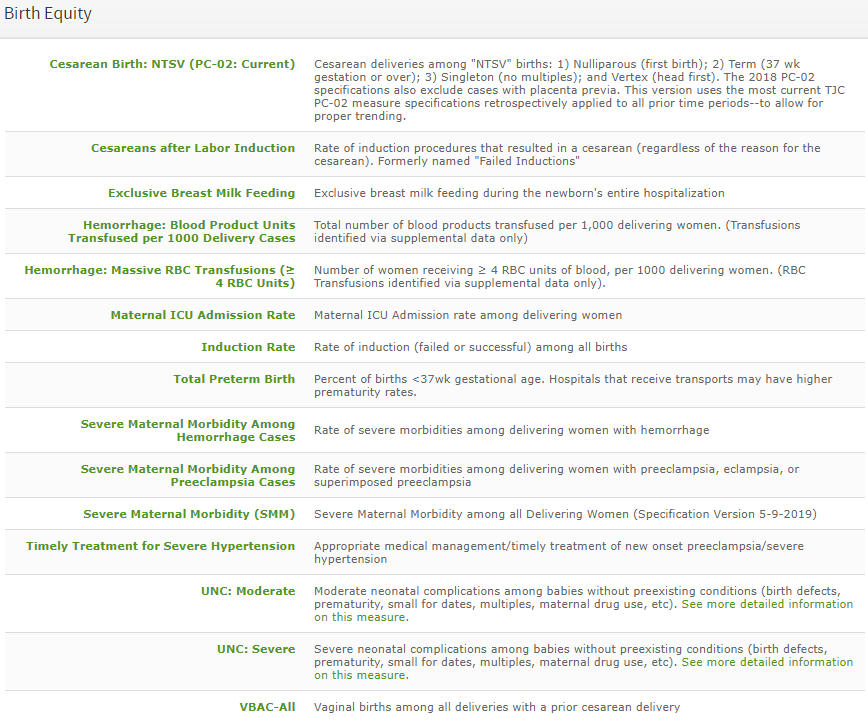 Birth Equity
Cesarean Birth: NTSV (PC-02: Current)
Cesarean deliveries among "NTSV" births: 1) Nulliparous (first birth); 2) Term (37 wk
gestation or over); 3) Singleton (no multiples); and Vertex (head first). The 2018 PC-02
specifications also exclude cases with placenta previa. This version uses the most current TJC
PC-02 measure specifications retrospectively applied to all prior time periods--to allow for
proper trending.
Cesareans after Labor Induction
Rate of induction procedures that resulted in a cesarean (regardless of the reason for the
cesarean). Formerly named "Failed Inductions"
Exclusive Breast Milk Feeding
Exclusive breast milk feeding during the newborn's entire hospitalization
Hemorrhage: Blood Product Units
Transfused per 1000 Delivery Cases
Total number of blood products transfused per 1,000 delivering women. (Transfusions
identified via supplemental data only)
Hemorrhage: Massive RBC Transfusions (≥
4 RBC Units)
Number of women receiving ≥ 4 RBC units of blood, per 1000 delivering women. (RBC
Transfusions identified via supplemental data only).
Maternal ICU Admission Rate
Maternal ICU Admission rate among delivering women
Induction Rate
Rate of induction (failed or successful) among all births
Total Preterm Birth
Percent of births <37wk gestational age. Hospitals that receive transports may have higher
prematurity rates.
Severe Maternal Morbidity Among
Hemorrhage Cases
Rate of severe morbidities among delivering women with hemorrhage
Severe Maternal Morbidity Among
Preeclampsia Cases
Rate of severe morbidities among delivering women with preeclampsia, eclampsia, or
superimposed preeclampsia
Severe Maternal Morbidity (SMM)
Severe Maternal Morbidity among all Delivering Women (Specification Version 5-9-2019)
Timely Treatment for Severe Hypertension
Appropriate medical management/timely treatment of new onset preeclampsia/severe
hypertension
UNC: Moderate
Moderate neonatal complications among babies without preexisting conditions (birth defects,
prematurity, small for dates, multiples, maternal drug use, etc). See more detailed information
on this measure.
UNC: Severe
Severe neonatal complications among babies without preexisting conditions (birth defects,
prematurity, small for dates, multiples, maternal drug use, etc). See more detailed information
on this measure.
VBAC-All
Vaginal births among all deliveries with a prior cesarean delivery